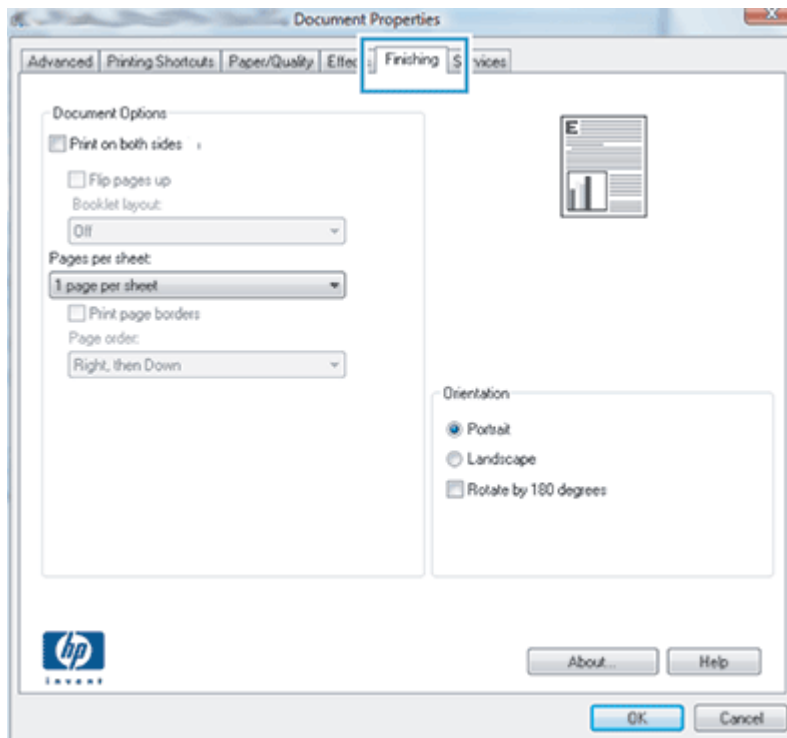 Document Properties
Advanced Printing Shortcuts Paper/Quality Finishing
Document Options
Print on both sides
Flip pages up
Booklet layout:
Off
Pages per sheet:
1 page per sheet
Print page borders
Page order:
Right, then Down
E
Orientation
Portrait
Landscape
Rotate by 180 degrees
hp
invent
About... Help
OK Cancel